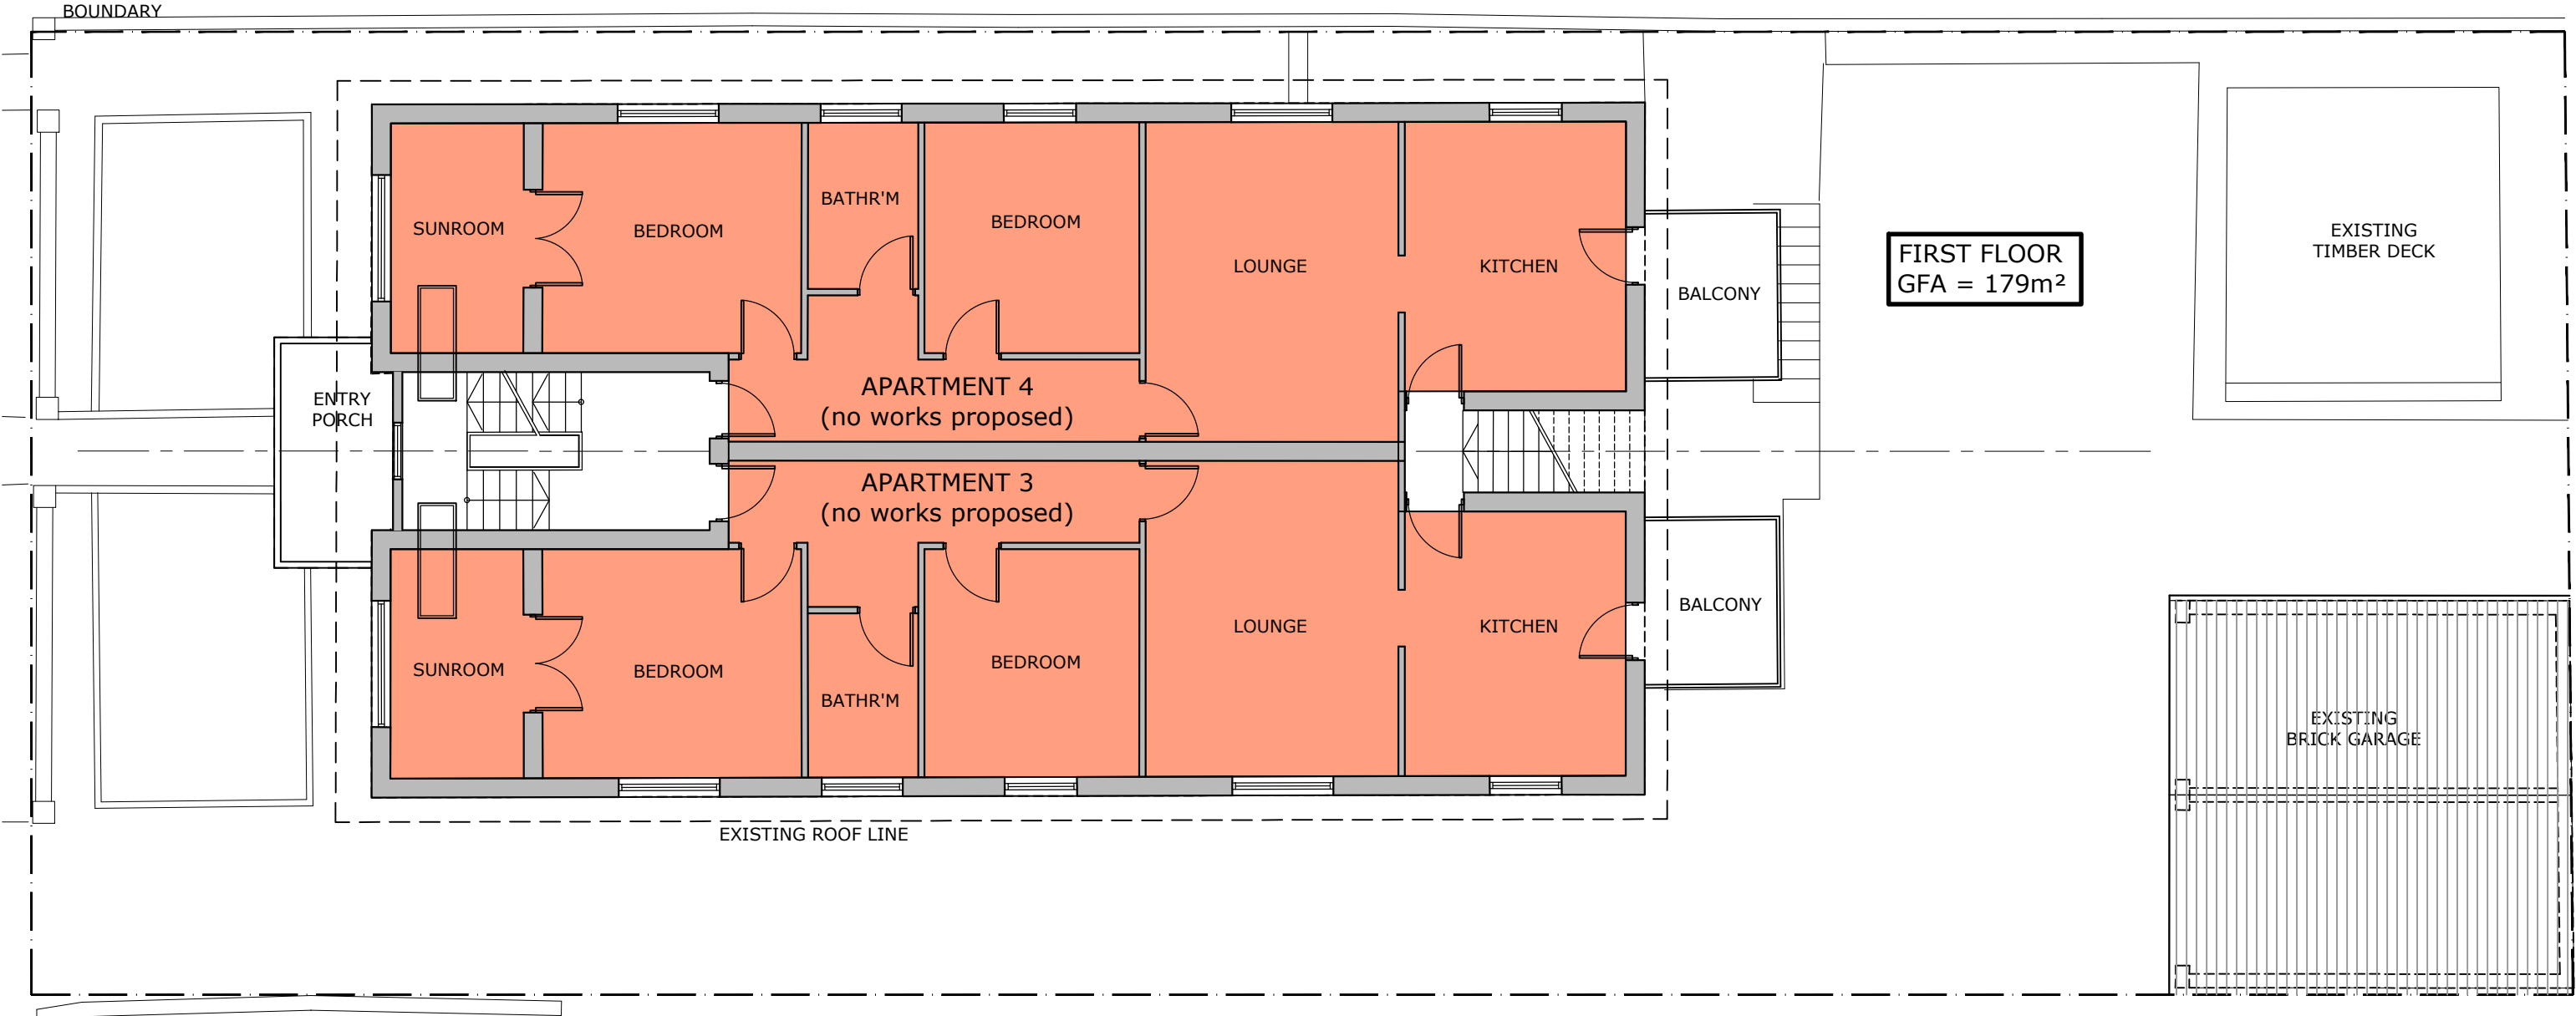 BOUNDARY
SUNROOM
BEDROOM
BATHR'M
BEDROOM
LOUNGE
KITCHEN
BALCONY
FIRST FLOOR
GFA = 179m²
EXISTING
TIMBER DECK
ENTRY
PORCH
APARTMENT 4
(no works proposed)
APARTMENT 3
(no works proposed)
SUNROOM
BEDROOM
BATHR'M
BEDROOM
LOUNGE
KITCHEN
BALCONY
EXISTING
BRICK GARAGE
EXISTING ROOF LINE